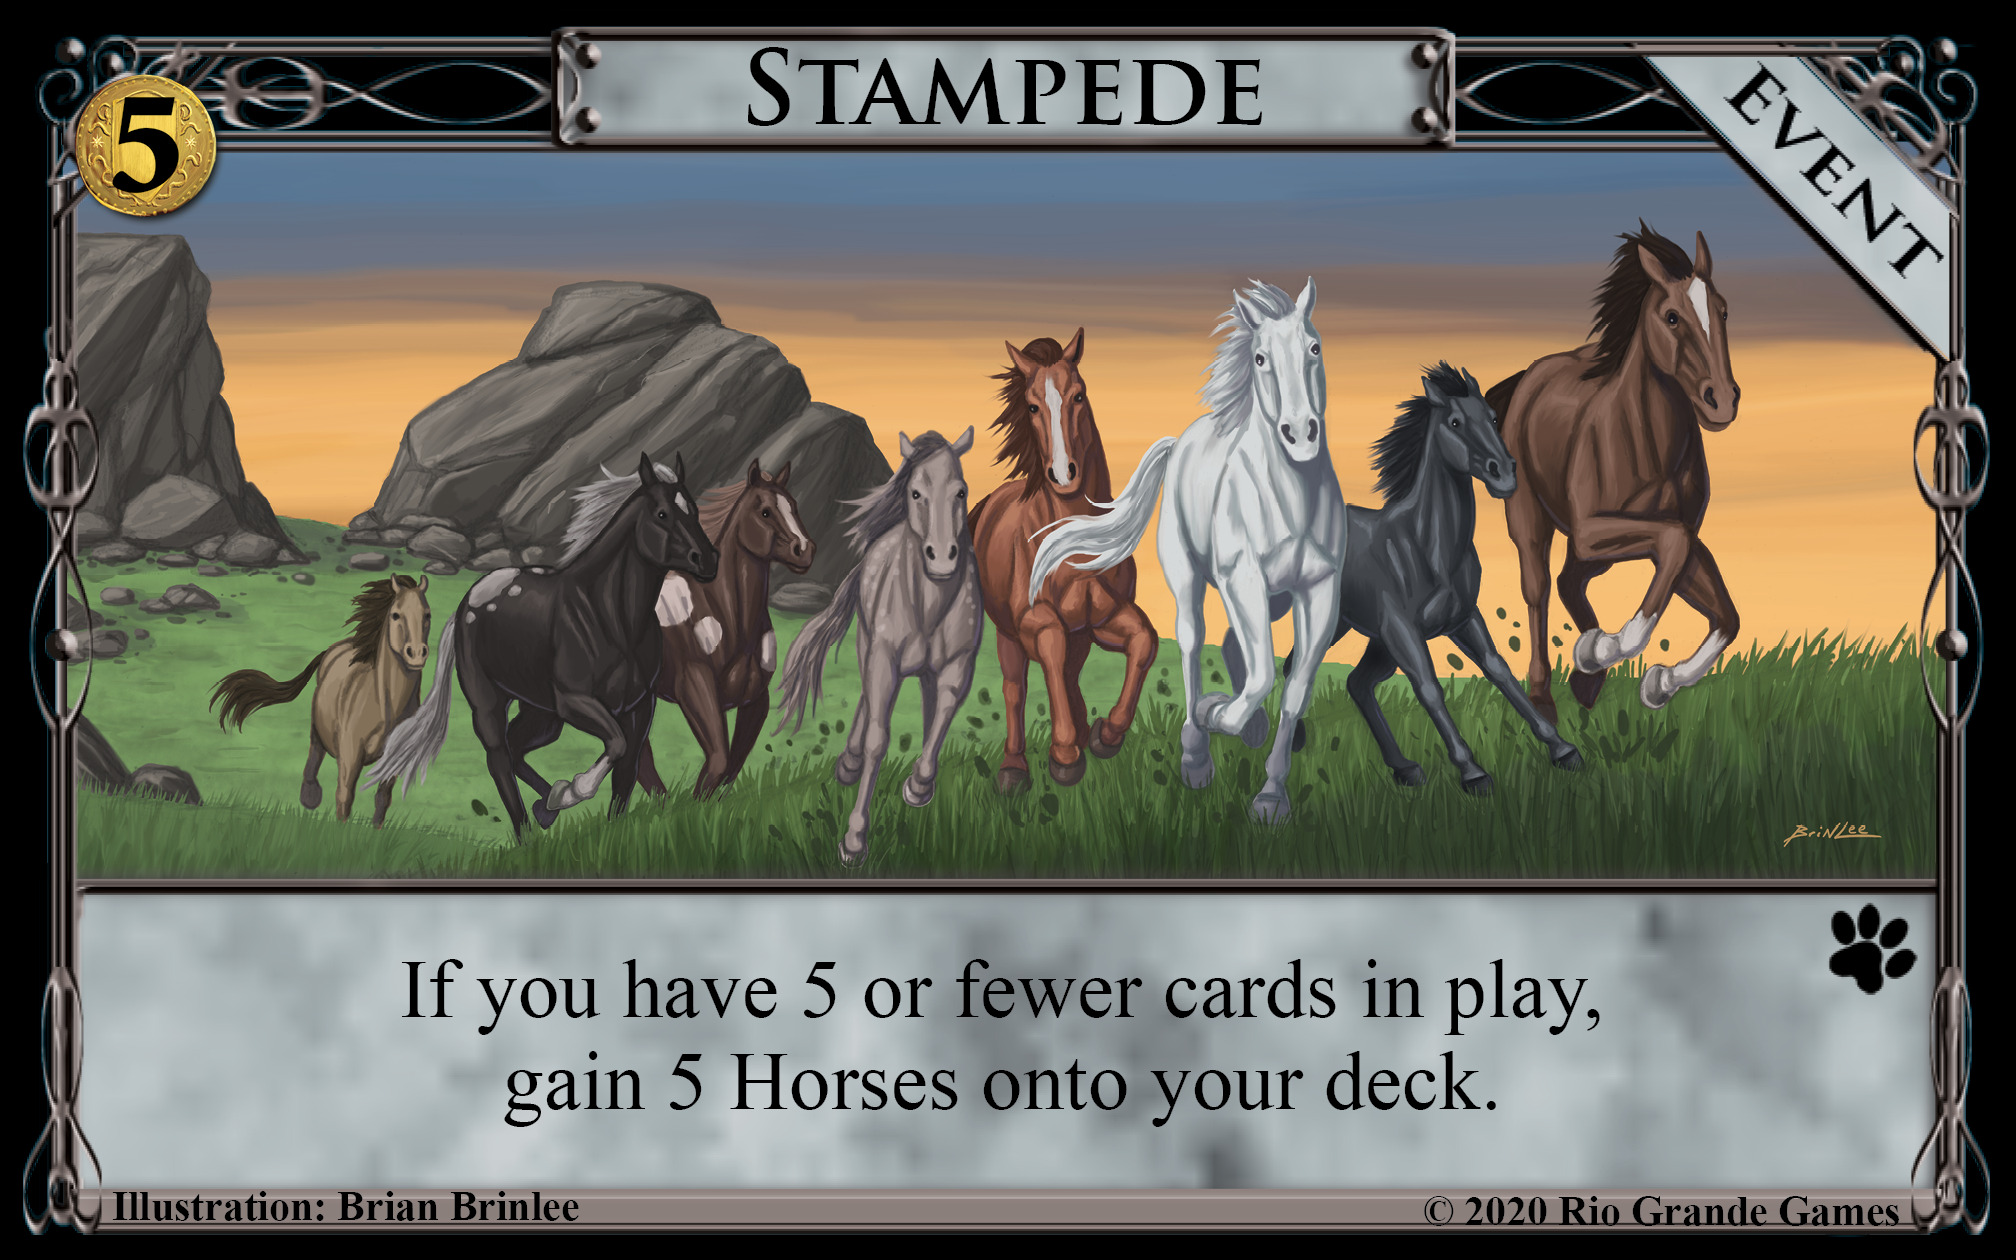 5
STAMPEDE
EVENT
BriNLee
If you have 5 or fewer cards in play,
gain 5 Horses onto your deck.
Illustration: Brian Brinlee
© 2020 Rio Grande Games